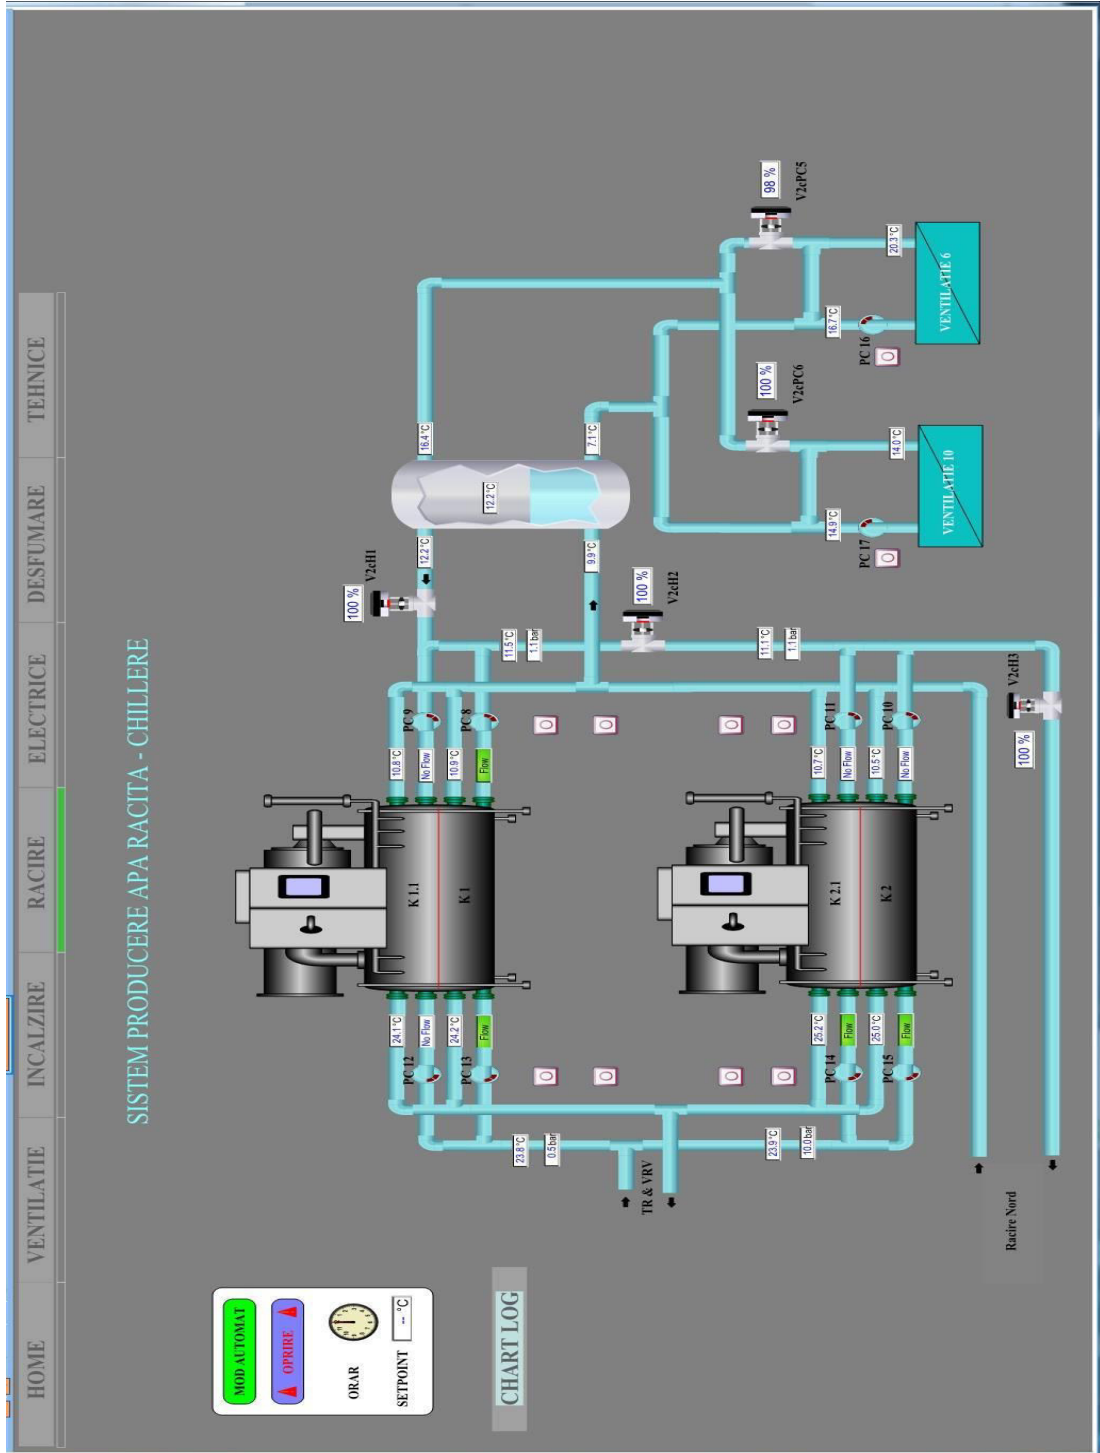 HOME
VENTILATIE
INCALZIRE
RACIRE
ELECTRICE
DESFUMARE
TEHNICE
SISTEM PRODUCERE APA RACITA - CHILLERE
MOD AUTOMAT
OPRIRE
ORAR
SETPOINT
-- °C
CHART LOG
K 1.1
K 1
24.1°C
No Flow
24.2°C
Flow
PC 12
PC 13
10.8°C
No Flow
10.9°C
Flow
PC 9
PC 8
23.8°C
0.5 bar
11.5°C
1.1 bar
100 %
V2cH1
12.2°C
16.4°C
12.2°C
9.9°C
7.1°C
TR & VRV
100 %
V2cH2
K 2.1
K 2
25.2°C
Flow
25.0°C
Flow
PC 14
PC 15
10.7°C
No Flow
10.5°C
No Flow
PC 11
PC 10
23.9°C
10.0 bar
11.1°C
1.1 bar
100 %
V2cPC6
98 %
V2cPC5
14.9°C
14.0°C
16.7°C
20.3°C
PC 17
PC 16
VENTILATIE 10
VENTILATIE 6
Racire Nord
100 %
V2cH3